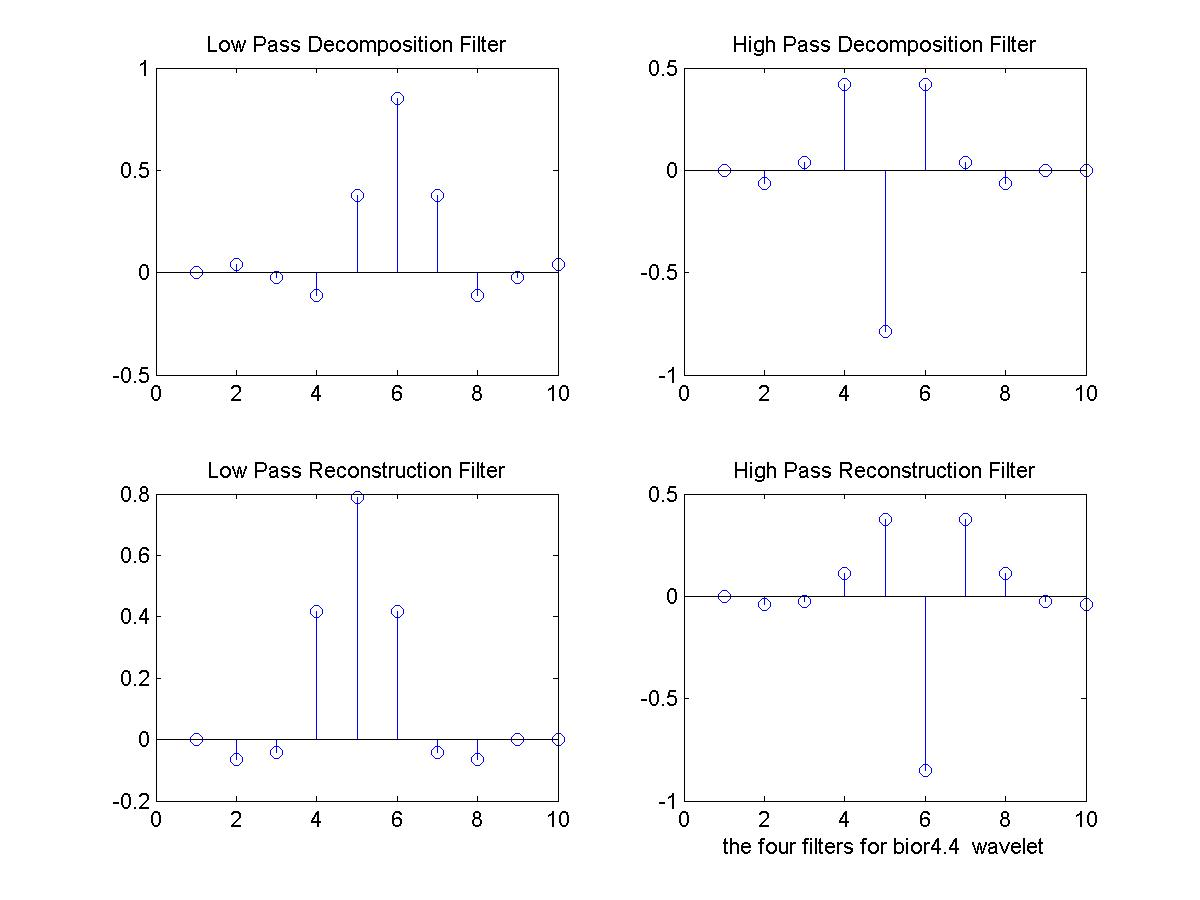 Low Pass Decomposition Filter
1
0.5
0
-0.5
0 2 4 6 8 10
High Pass Decomposition Filter
0.5
0
-0.5
-1
0 2 4 6 8 10
Low Pass Reconstruction Filter
0.8
0.6
0.4
0.2
0
-0.2
0 2 4 6 8 10
High Pass Reconstruction Filter
0.5
0
-0.5
-1
0 2 4 6 8 10
the four filters for bior4.4  wavelet